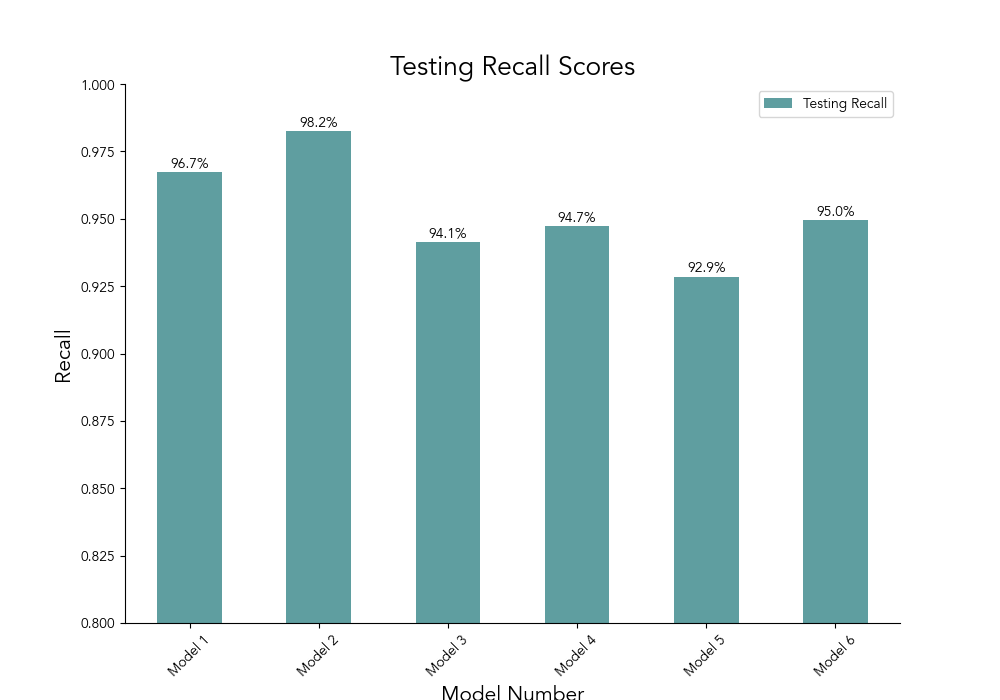 Testing Recall Scores
1.000
Testing Recall
98.2%
0.975
96.7%
0.950
95.0%
94.7%
94.1%
92.9%
0.925
Recall
0.900
0.875
0.850
0.825
0.800
Model 1
Model 2
Model 3
Model 4
Model 5
Model 6
Model Number